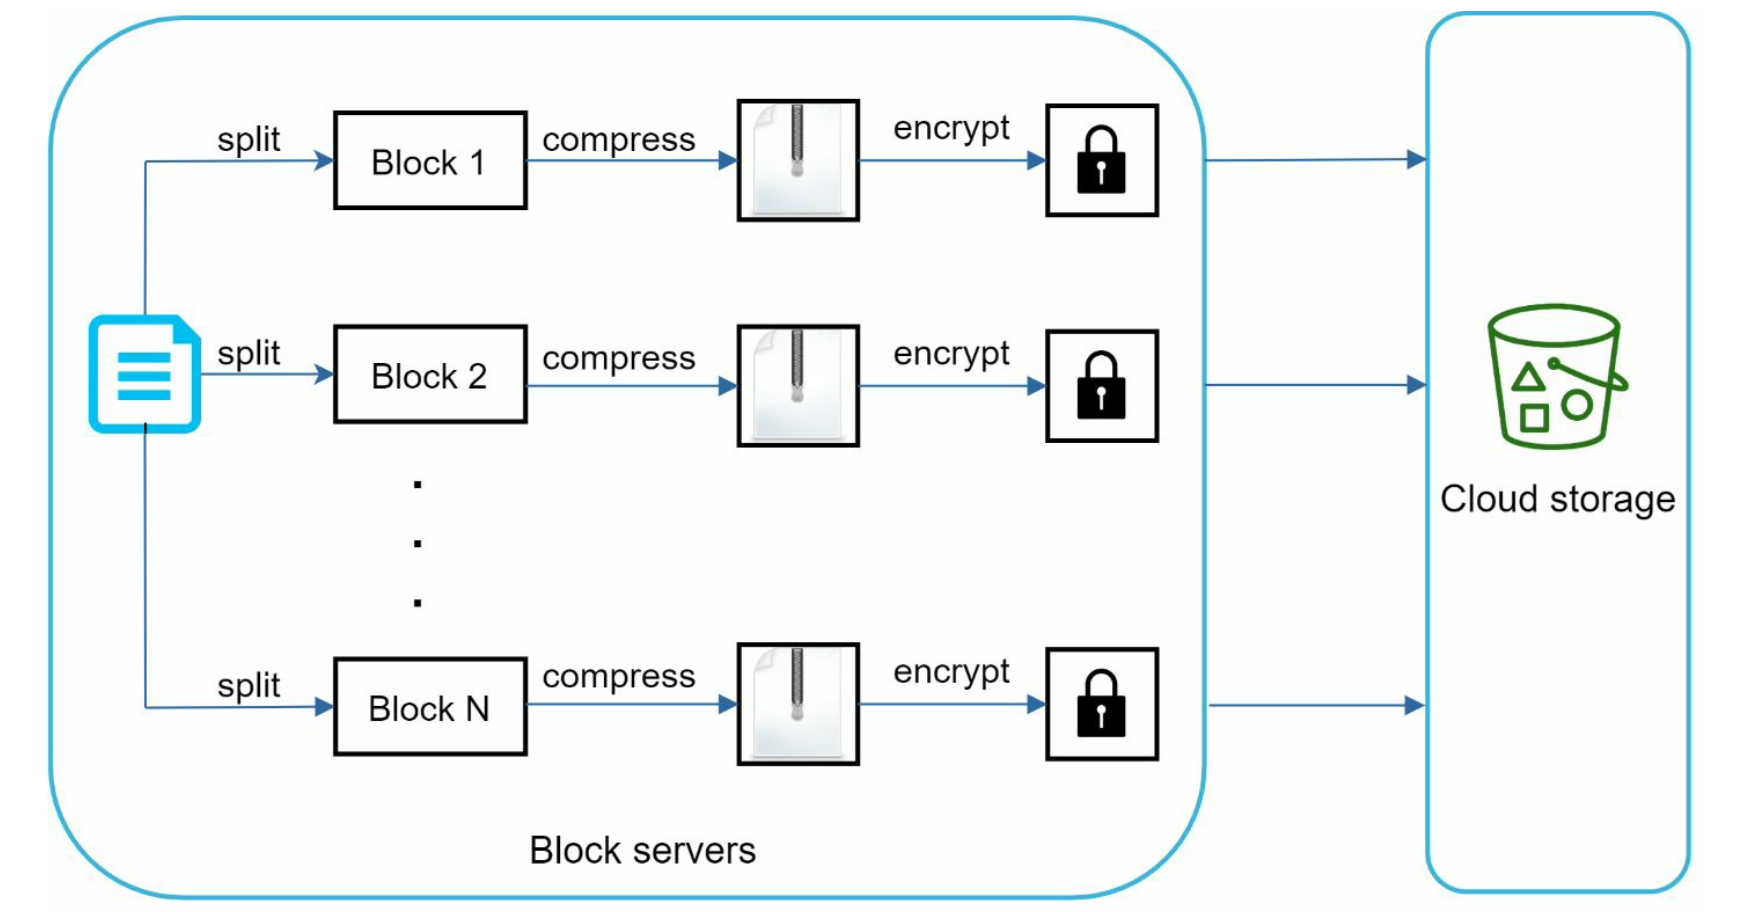 split
Block 1
compress
encrypt
split
Block 2
compress
encrypt
.
.
.
split
Block N
compress
encrypt
Cloud storage
Block servers